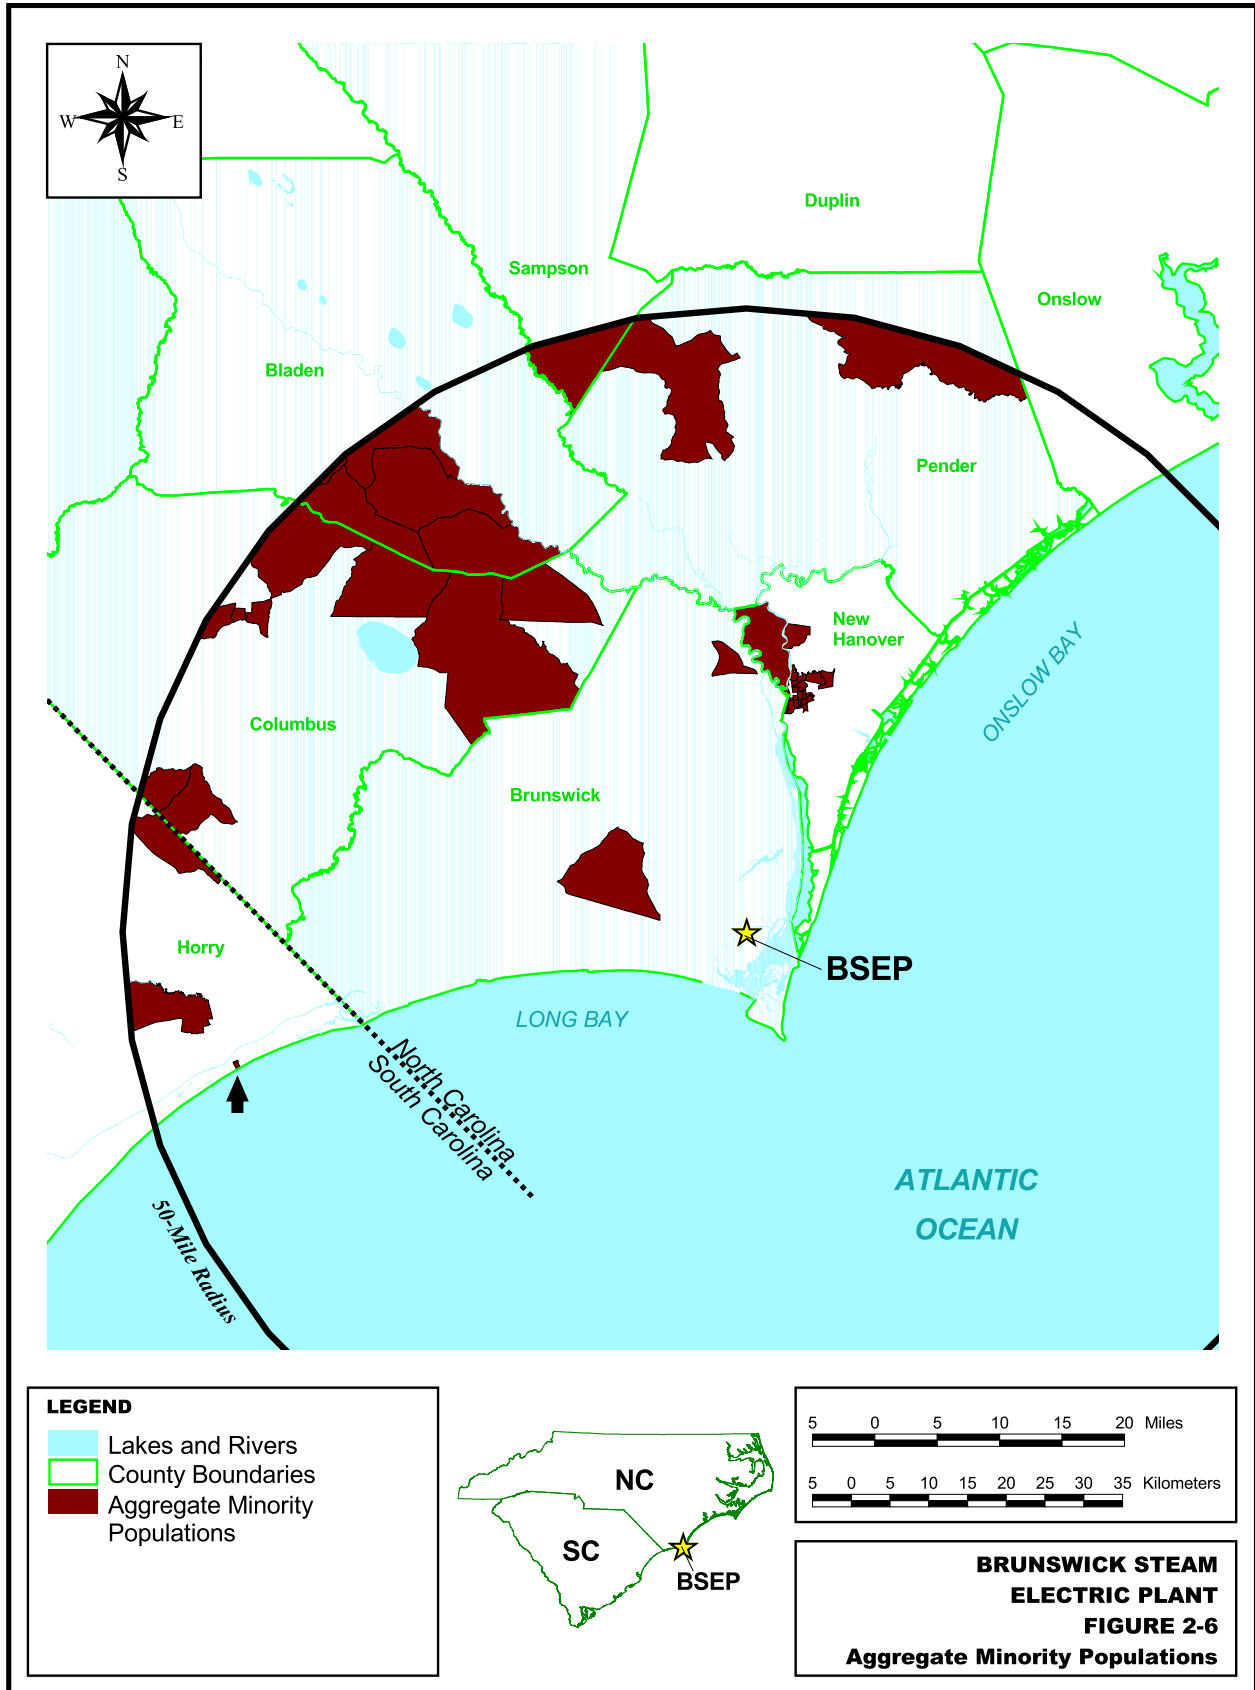 N
W
E
S
Duplin
Sampson
Onslow
Bladen
Pender
New
Hanover
ONSLOW BAY
Columbus
Brunswick
Horry
BSEP
LONG BAY
North Carolina
South Carolina
ATLANTIC
OCEAN
50-Mile Radius
LEGEND
Lakes and Rivers
County Boundaries
Aggregate Minority
Populations
NC
SC
BSEP
5 0 5 10 15 20 Miles
5 0 5 10 15 20 25 30 35 Kilometers
BRUNSWICK STEAM
ELECTRIC PLANT
FIGURE 2-6
Aggregate Minority Populations